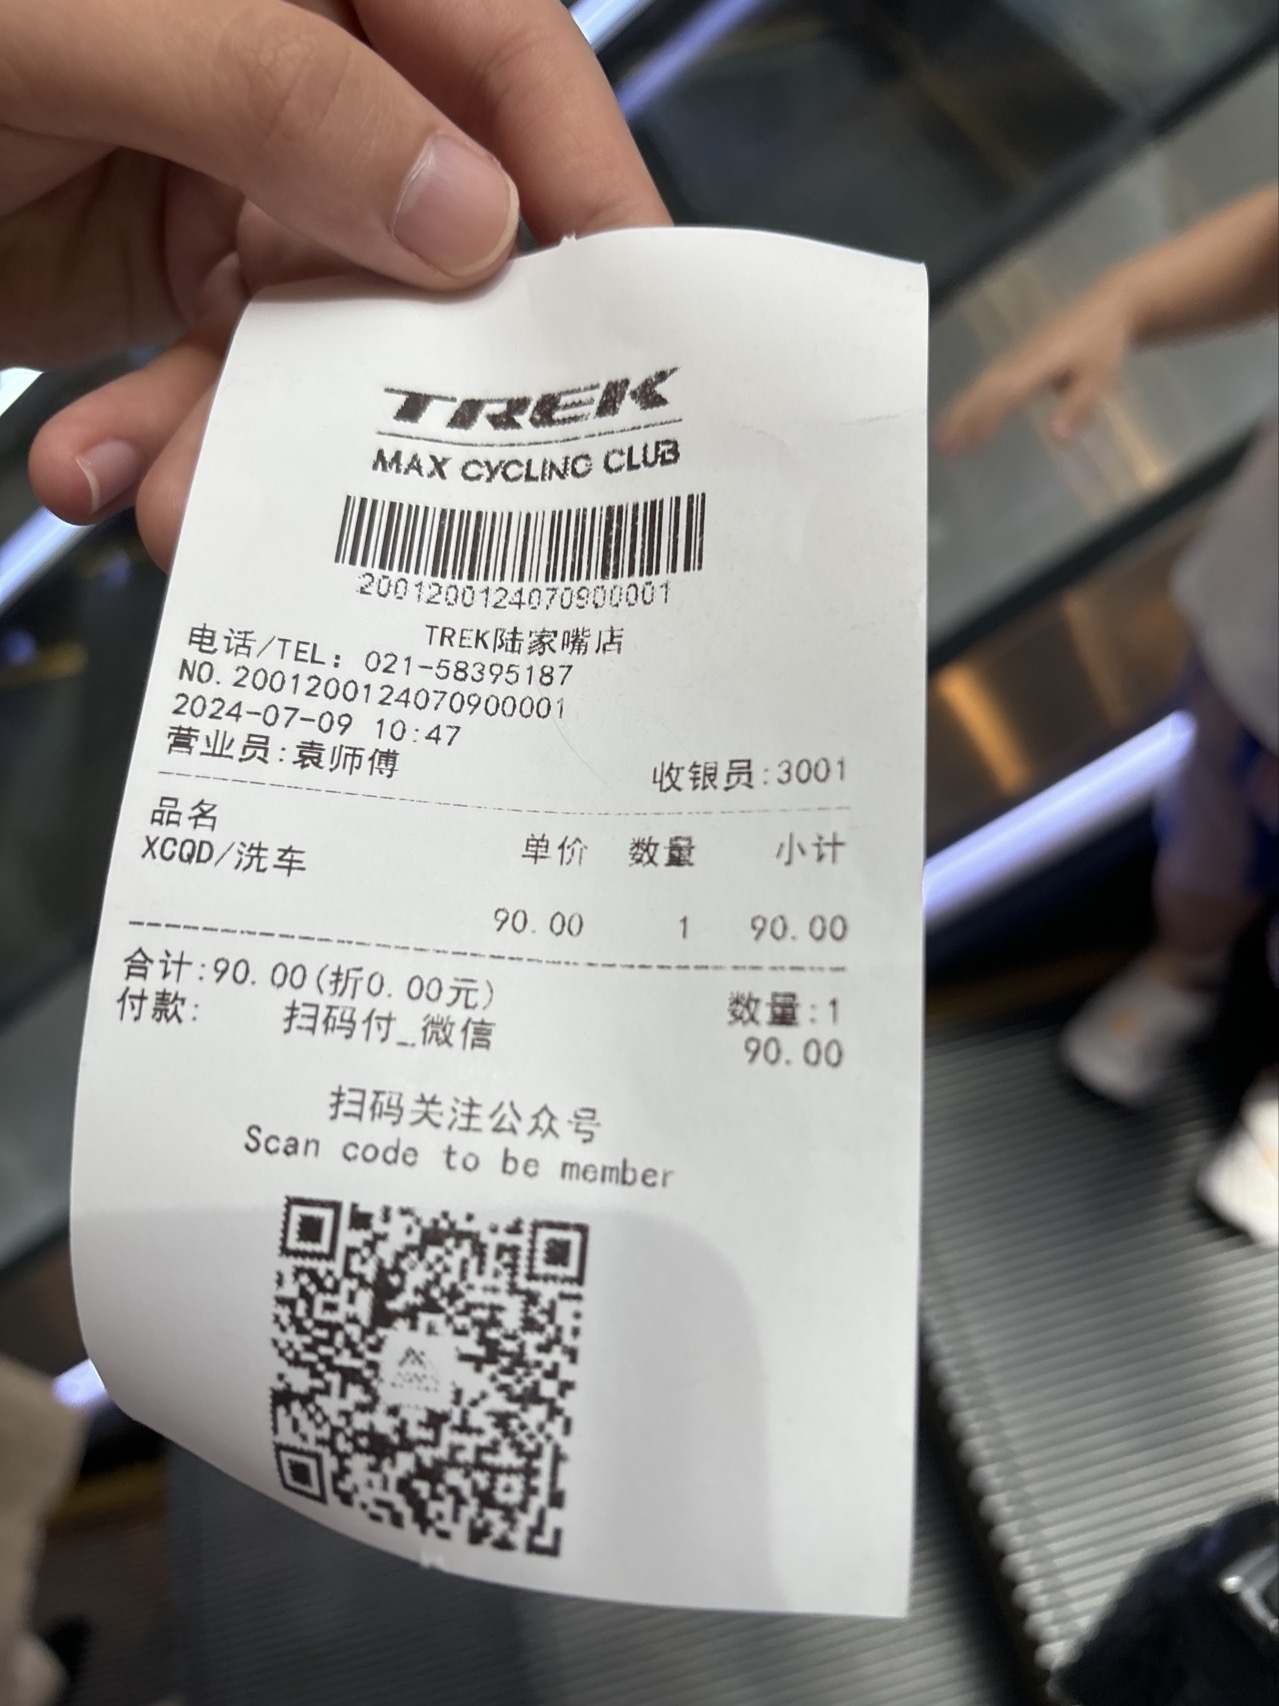 TREK
MAX CYCLING CLUB
2001200124070900001
TREK陆家嘴店
电话/TEL: 021-58395187
NO.2001200124070900001
2024-07-09 10:47
营业员:袁师傅 收银员:3001
品名 单价 数量 小计
XCQD/洗车
90.00 1 90.00
合计:90.00(折0.00元) 数量:1
付款: 扫码付_微信 90.00
扫码关注公众号
Scan code to be member